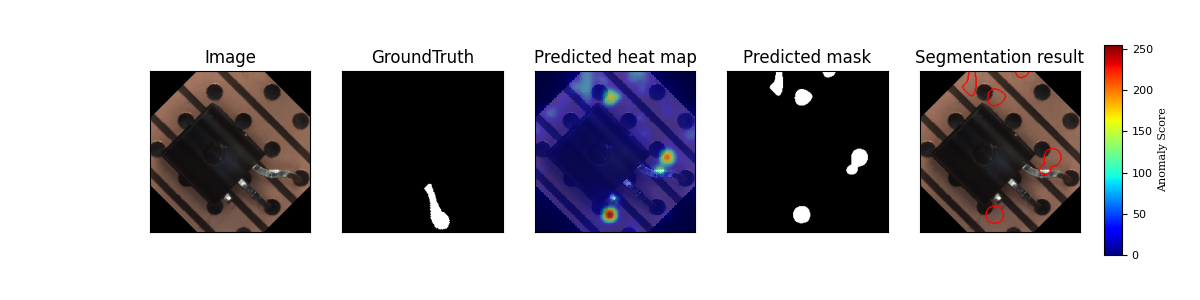 Image
GroundTruth
Predicted heat map
Predicted mask
Segmentation result
250
200
150
100
50
0
Anomaly Score